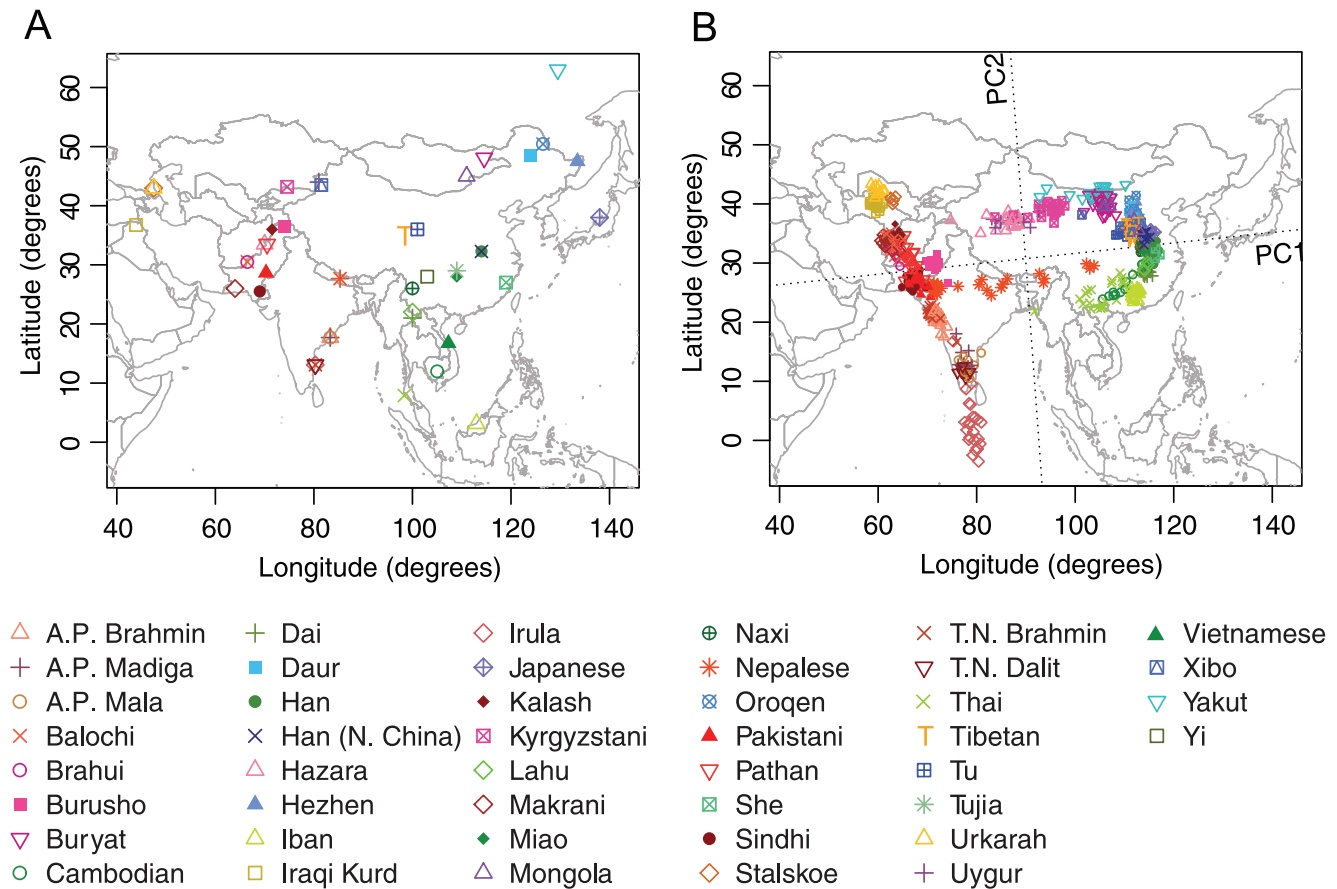 A
B
60
50
40
30
20
10
0
Latitude (degrees)
40 60 80 100 120 140
Longitude (degrees)
60
50
40
30
20
10
0
Latitude (degrees)
PC2
PC1
40 60 80 100 120 140
Longitude (degrees)
A.P. Brahmin Dai Irula Naxi T.N. Brahmin Vietnamese
A.P. Madiga Daur Japanese Nepalese T.N. Dalit Xibo
A.P. Mala Han Kalash Oroqen Thai Yakut
Balochi Han (N. China) Kyrgyzstani Pakistani Tibetan Yi
Brahui Hazara Lahu Pathan Tu
Burusho Hezhen Makrani She Tujia
Buryat Iban Miao Sindhi Urkarah
Cambodian Iraqi Kurd Mongola Stalskoe Uygur